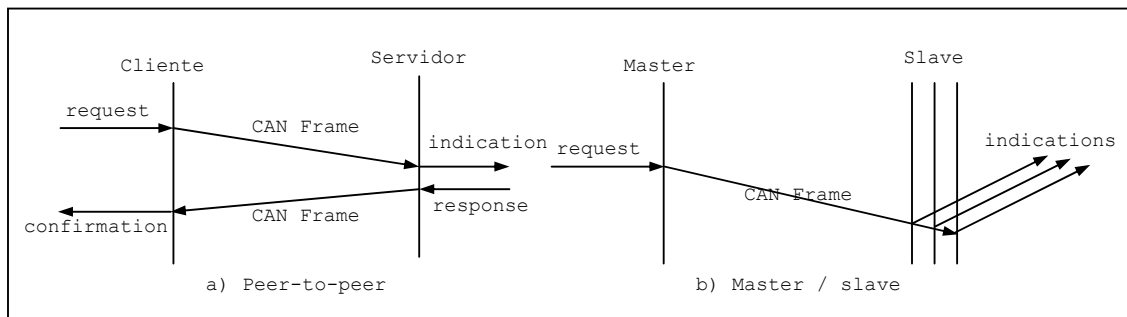 Cliente
Servidor
request
CAN Frame
indication
response
CAN Frame
confirmation
a) Peer-to-peer
Master
Slave
request
CAN Frame
indications
b) Master / slave